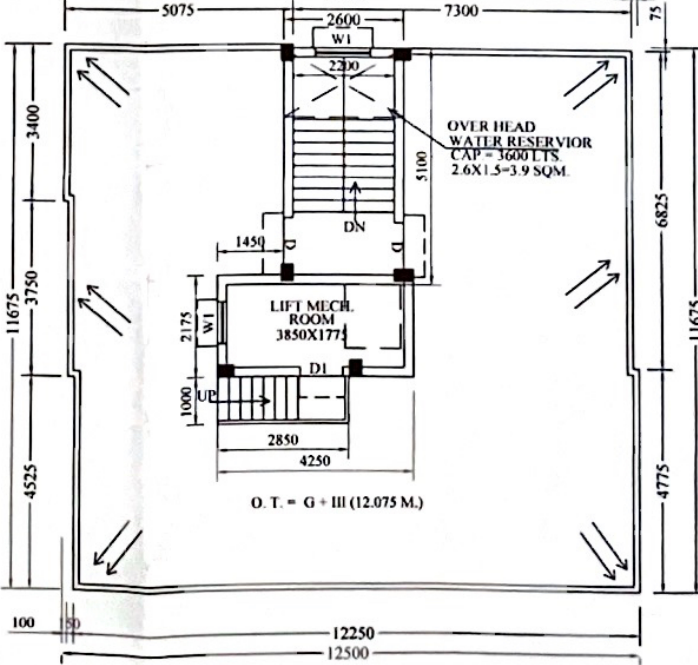 5075
7300
2600
75
W1
2200
3400
OVER HEAD
WATER RESERVIOR
CAP = 3600 LTS.
2.6X1.5=3.9 SQM.
5100
6825
DN
1450
3750
11675
11675
2175
W1
LIFT MECH.
ROOM
3850X1775
D1
UP
1000
2850
4250
4525
4775
O. T. = G + III (12.075 M.)
100
12250
12500